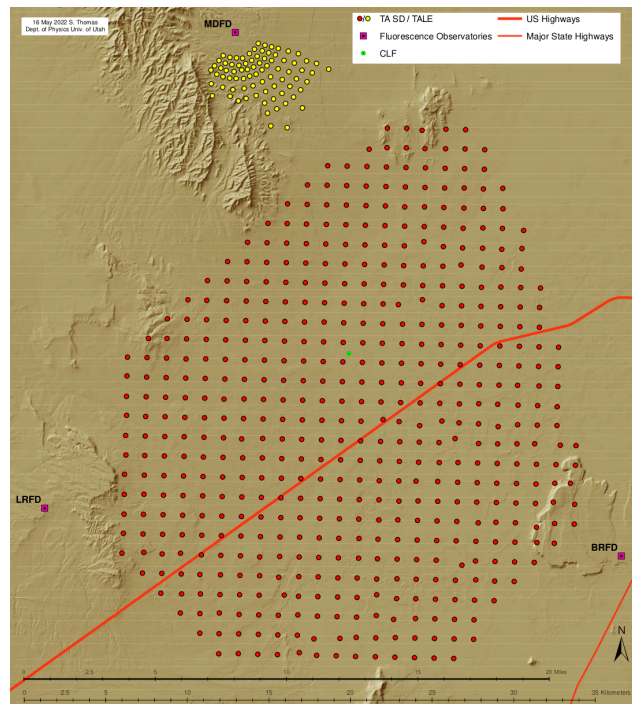 16 May 2022 S. Thomas
Dept. of Physics Univ. of Utah
MDFD
TA SD / TALE
US Highways
Fluorescence Observatories
Major State Highways
CLF
LRFD
BRFD
N
0 2.5 5 10 15 20 Miles
0 2.5 5 10 15 20 25 30 35 Kilometers